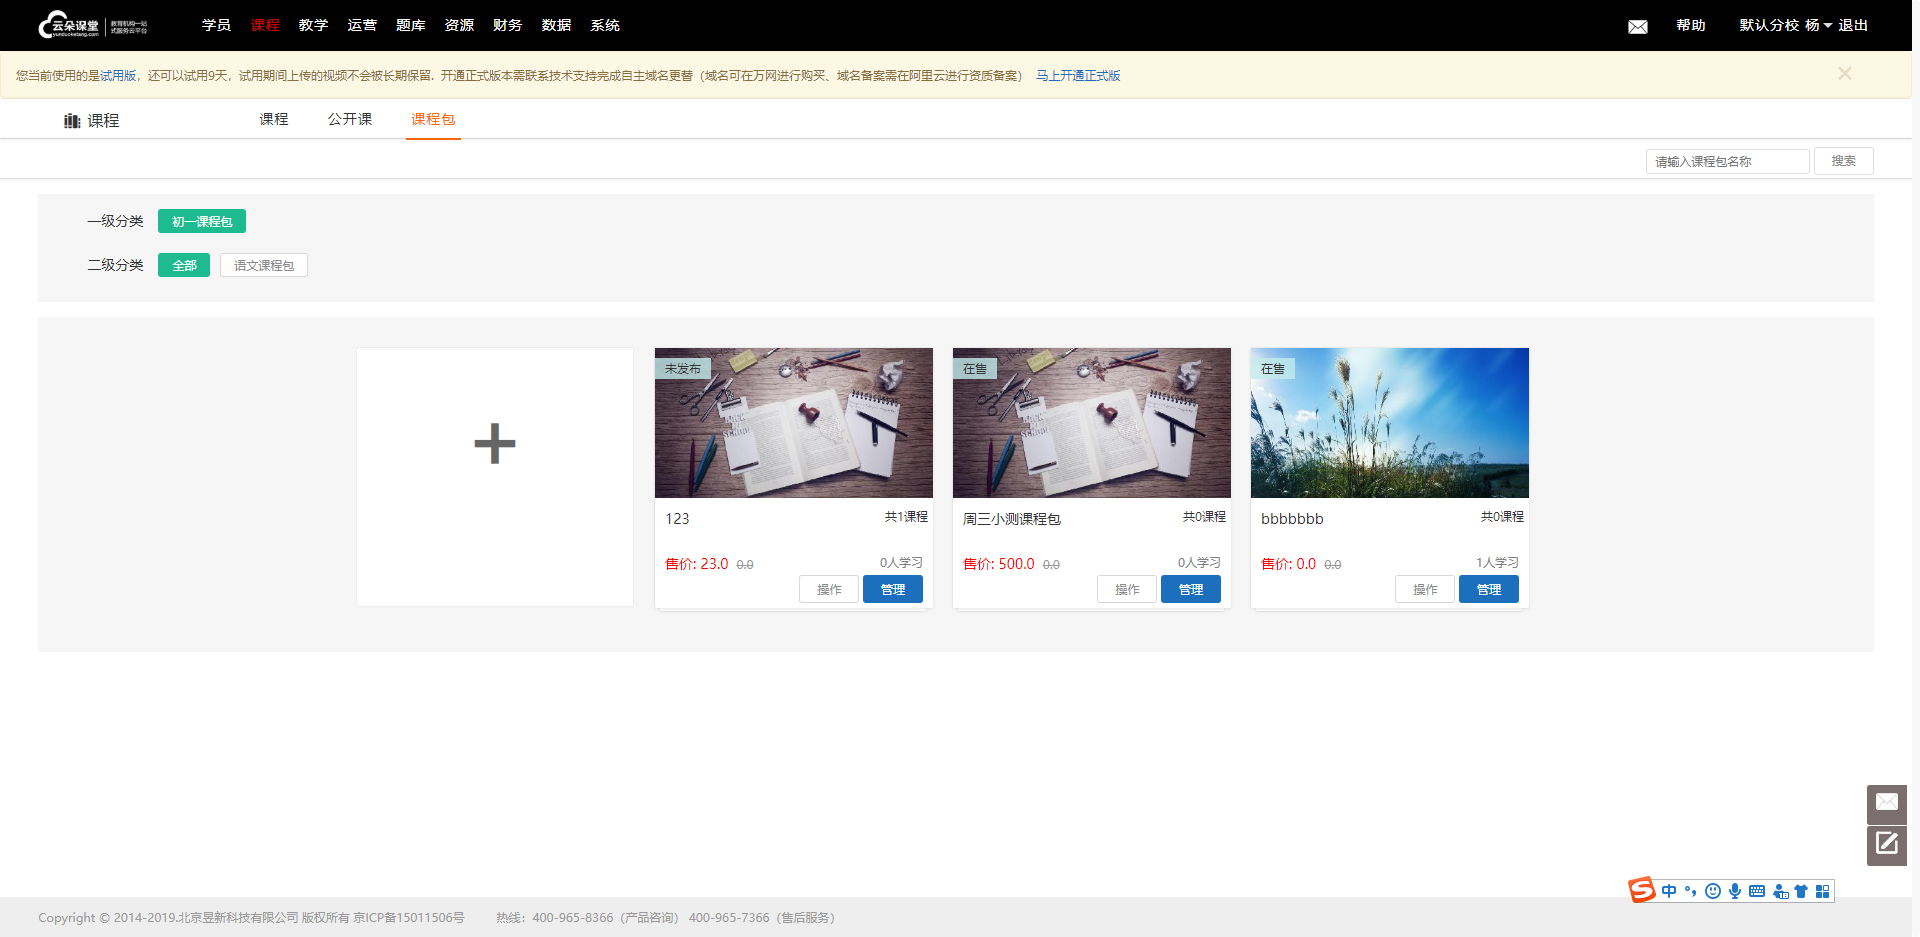 云朵课堂 yunduoketang.com 教育机构一站式服务云平台
学员 课程 教学 运营 题库 资源 财务 数据 系统 帮助 默认分校 杨 退出
您当前使用的是试用版，还可以试用9天，试用期间上传的视频不会被长期保留. 开通正式版本需联系技术支持完成自主域名更替（域名可在万网进行购买、域名备案需在阿里云进行资质备案） 马上开通正式版 ×
课程 课程 公开课 课程包
请输入课程包名称 搜索
一级分类 初一课程包
二级分类 全部 语文课程包
+
未发布
123 共1课程
售价: 23.0 0.0 0人学习
操作 管理
在售
周三小测课程包 共0课程
售价: 500.0 0.0 0人学习
操作 管理
在售
bbbbbbb 共0课程
售价: 0.0 0.0 1人学习
操作 管理
S 中
Copyright © 2014-2019.北京昱新科技有限公司 版权所有 京ICP备15011506号 热线：400-965-8366（产品咨询） 400-965-7366（售后服务）